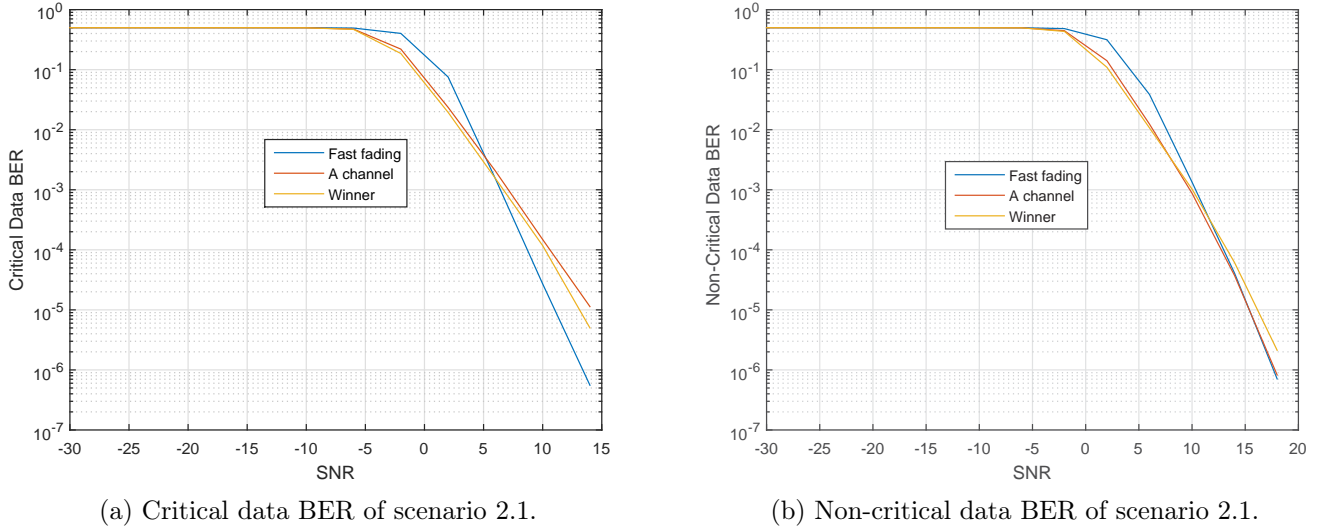 10^0
10^-1
10^-2
10^-3
10^-4
10^-5
10^-6
10^-7
Critical Data BER
Fast fading
A channel
Winner
-30 -25 -20 -15 -10 -5 0 5 10 15
SNR
(a) Critical data BER of scenario 2.1.
10^0
10^-1
10^-2
10^-3
10^-4
10^-5
10^-6
10^-7
Non-Critical Data BER
Fast fading
A channel
Winner
-30 -25 -20 -15 -10 -5 0 5 10 15 20
SNR
(b) Non-critical data BER of scenario 2.1.